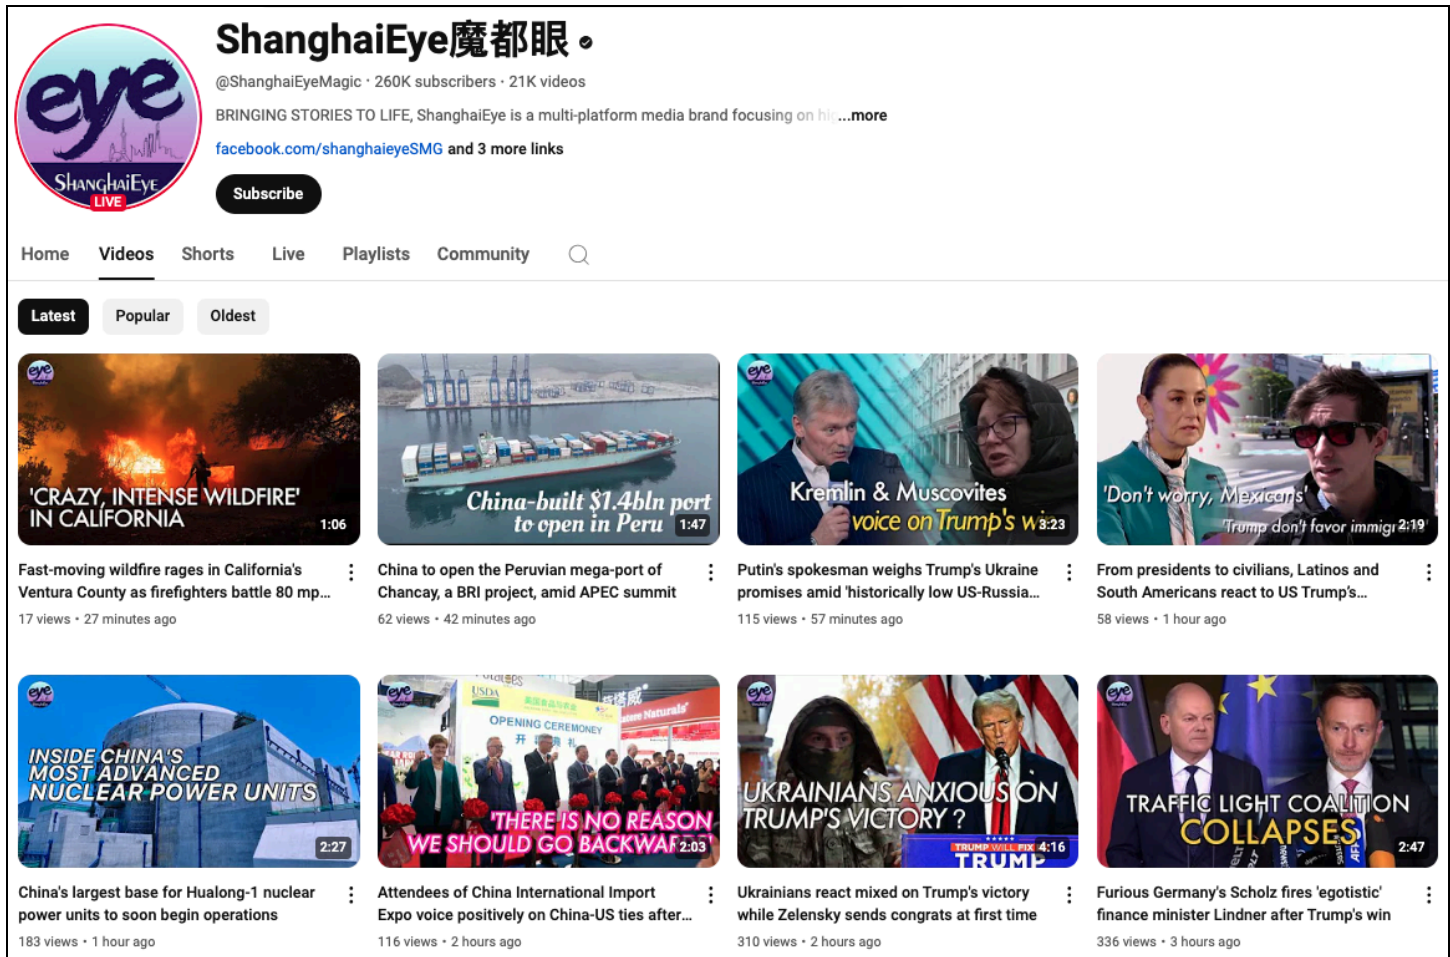 ShanghaiEye魔都眼
@ShanghaiEyeMagic · 260K subscribers · 21K videos
BRINGING STORIES TO LIFE, ShanghaiEye is a multi-platform media brand focusing on ...more
facebook.com/shanghaieyeSMG and 3 more links
Subscribe
eye
SHANGHAIEYE
LIVE
Home Videos Shorts Live Playlists Community
Latest Popular Oldest
eye
'CRAZY, INTENSE WILDFIRE'
IN CALIFORNIA
1:06
China-built $1.4bln port
to open in Peru
1:47
eye
Kremlin & Muscovites
voice on Trump's
3:23
'Don't worry, Mexicans'
'Trump don't favor
2:19
Fast-moving wildfire rages in California's
Ventura County as firefighters battle 80 mp...
17 views • 27 minutes ago
China to open the Peruvian mega-port of
Chancay, a BRI project, amid APEC summit
62 views • 42 minutes ago
Putin's spokesman weighs Trump's Ukraine
promises amid 'historically low US-Russia...
115 views • 57 minutes ago
From presidents to civilians, Latinos and
South Americans react to US Trump's...
58 views • 1 hour ago
eye
INSIDE CHINA'S
MOST ADVANCED
NUCLEAR POWER UNITS
2:27
eye
USDA
OPENING CEREMONY
'THERE IS NO REASON
WE SHOULD GO
2:03
eye
UKRAINIANS ANXIOUS ON
TRUMP'S VICTORY ?
TRUMP WILL FIX
TRUMP
4:16
eye
TRAFFIC LIGHT COALITION
COLLAPSES
2:47
China's largest base for Hualong-1 nuclear
power units to soon begin operations
183 views • 1 hour ago
Attendees of China International Import
Expo voice positively on China-US ties after...
116 views • 2 hours ago
Ukrainians react mixed on Trump's victory
while Zelensky sends congrats at first time
310 views • 2 hours ago
Furious Germany's Scholz fires 'egotistic'
finance minister Lindner after Trump's win
336 views • 3 hours ago